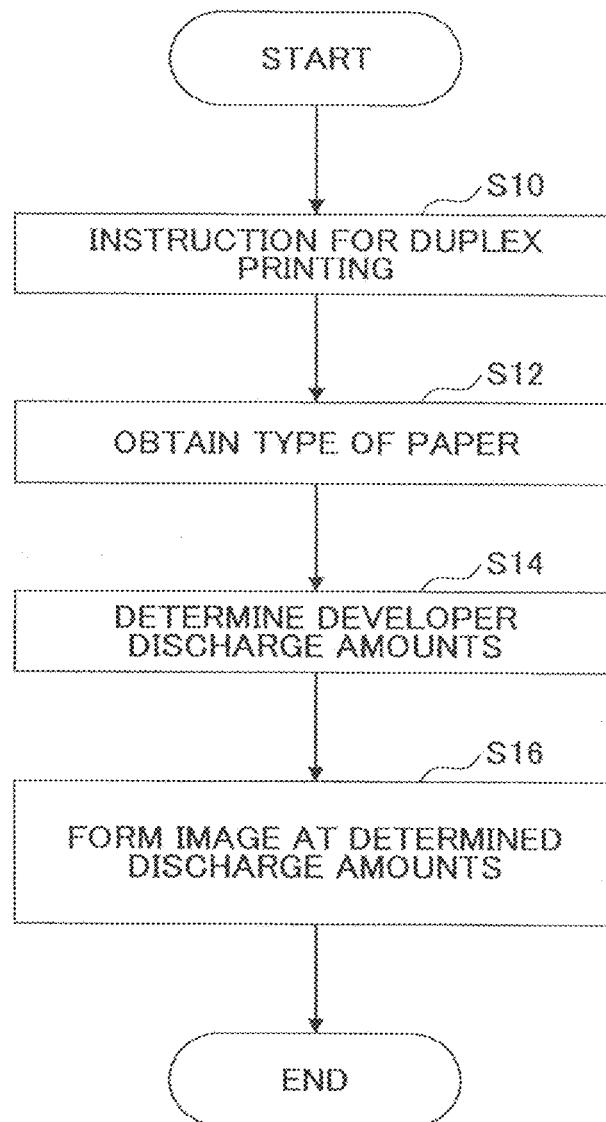 START
S10
INSTRUCTION FOR DUPLEX
PRINTING
S12
OBTAIN TYPE OF PAPER
S14
DETERMINE DEVELOPER
DISCHARGE AMOUNTS
S16
FORM IMAGE AT DETERMINED
DISCHARGE AMOUNTS
END